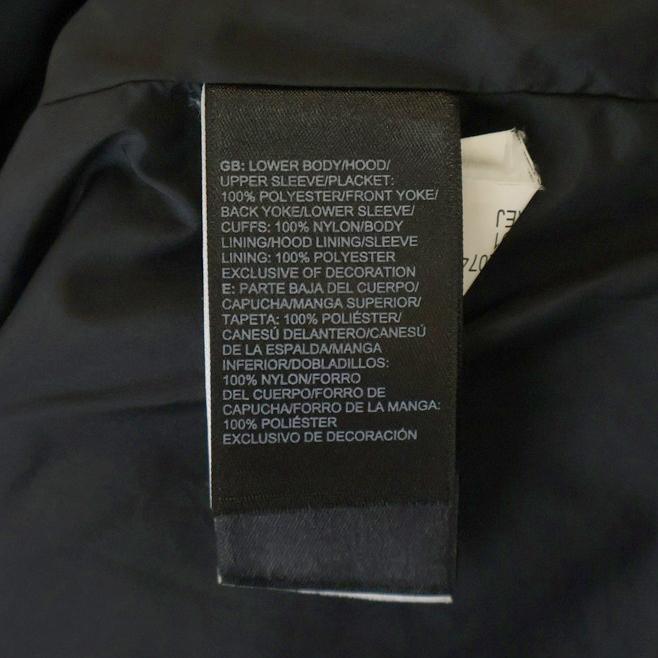 GB: LOWER BODY/HOOD/
UPPER SLEEVE/PLACKET:
100% POLYESTER/FRONT YOKE/
BACK YOKE/LOWER SLEEVE/
CUFFS: 100% NYLON/BODY
LINING/HOOD LINING/SLEEVE
LINING: 100% POLYESTER
EXCLUSIVE OF DECORATION
E: PARTE BAJA DEL CUERPO/
CAPUCHA/MANGA SUPERIOR/
TAPETA: 100% POLIÉSTER/
CANESÚ DELANTERO/CANESÚ
DE LA ESPALDA/MANGA
INFERIOR/DOBLADILLOS:
100% NYLON/FORRO
DEL CUERPO/FORRO DE
CAPUCHA/FORRO DE LA MANGA:
100% POLIÉSTER
EXCLUSIVO DE DECORACIÓN